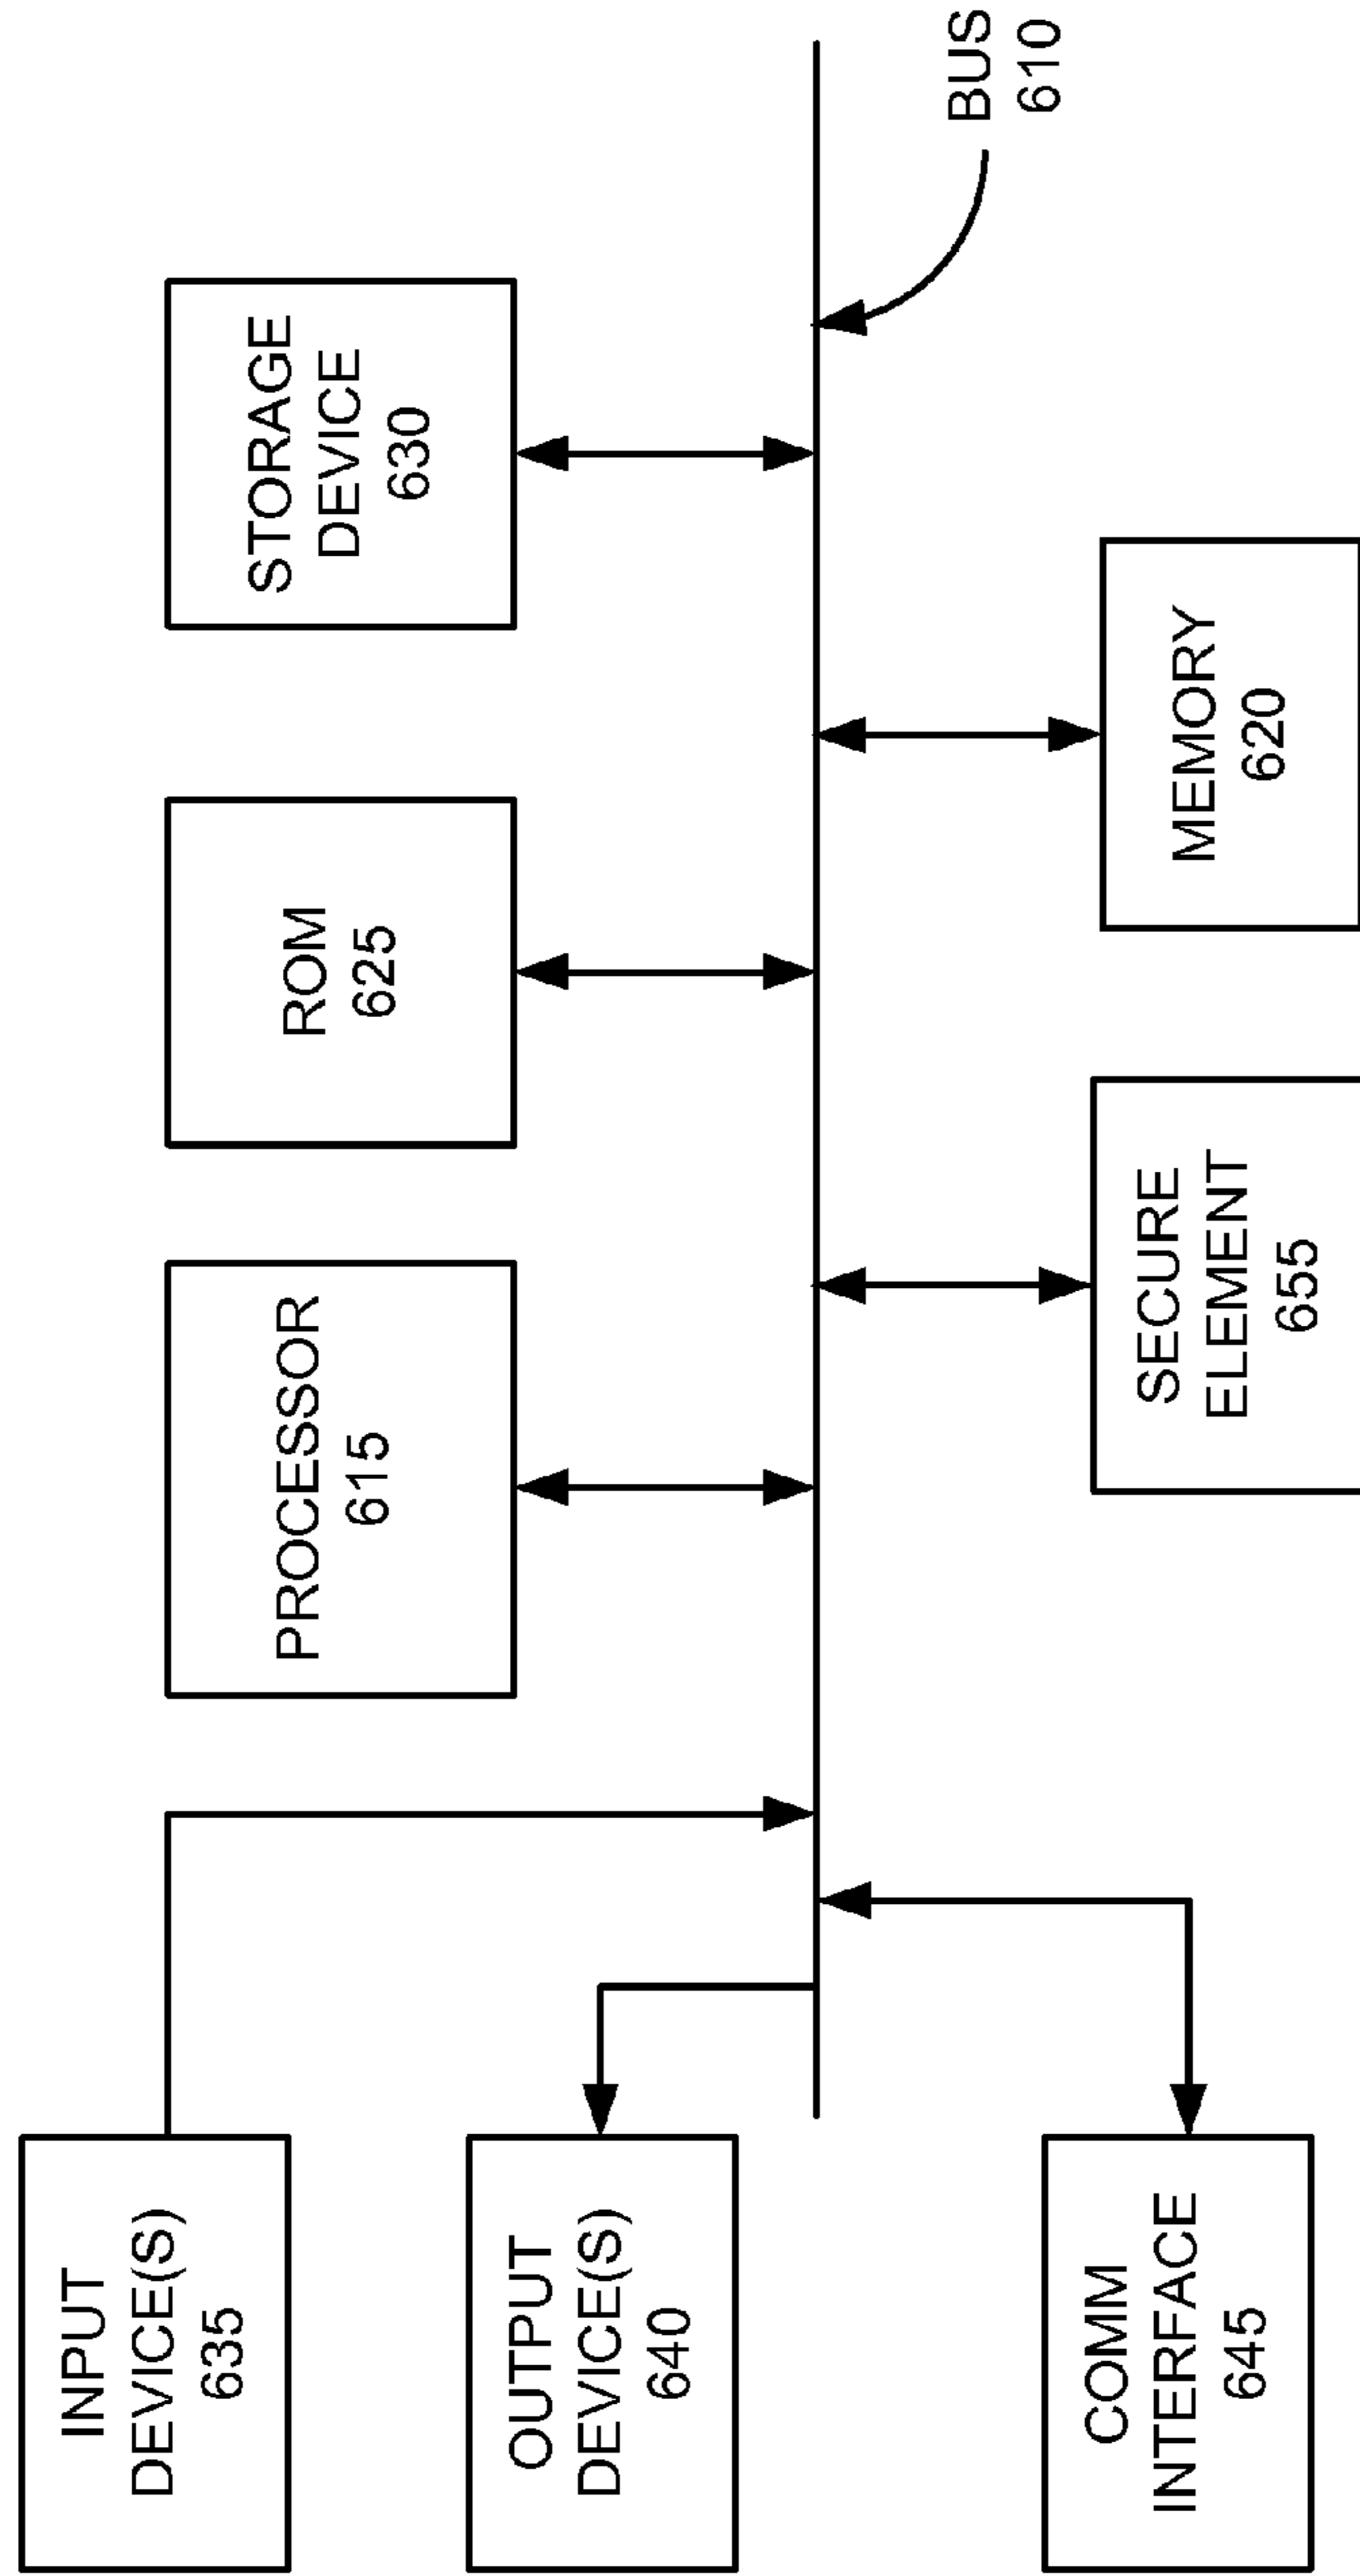 INPUT
DEVICE(S)
635
OUTPUT
DEVICE(S)
640
COMM
INTERFACE
645
PROCESSOR
615
ROM
625
STORAGE
DEVICE
630
SECURE
ELEMENT
655
MEMORY
620
BUS
610